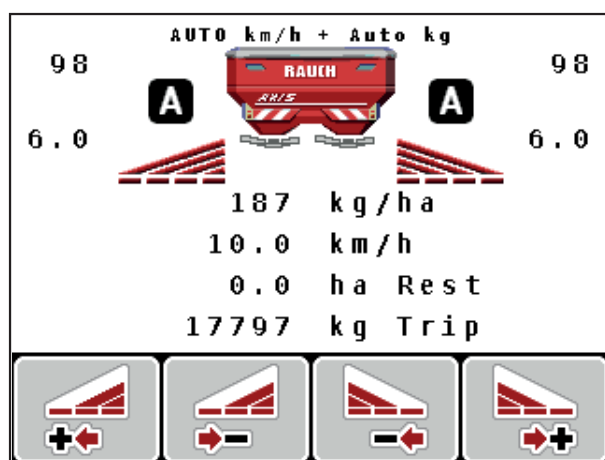 AUTO km/h + Auto kg
98 98
RAUCH
AXIS
A A
6.0 6.0
187 kg/ha
10.0 km/h
0.0 ha Rest
17797 kg Trip